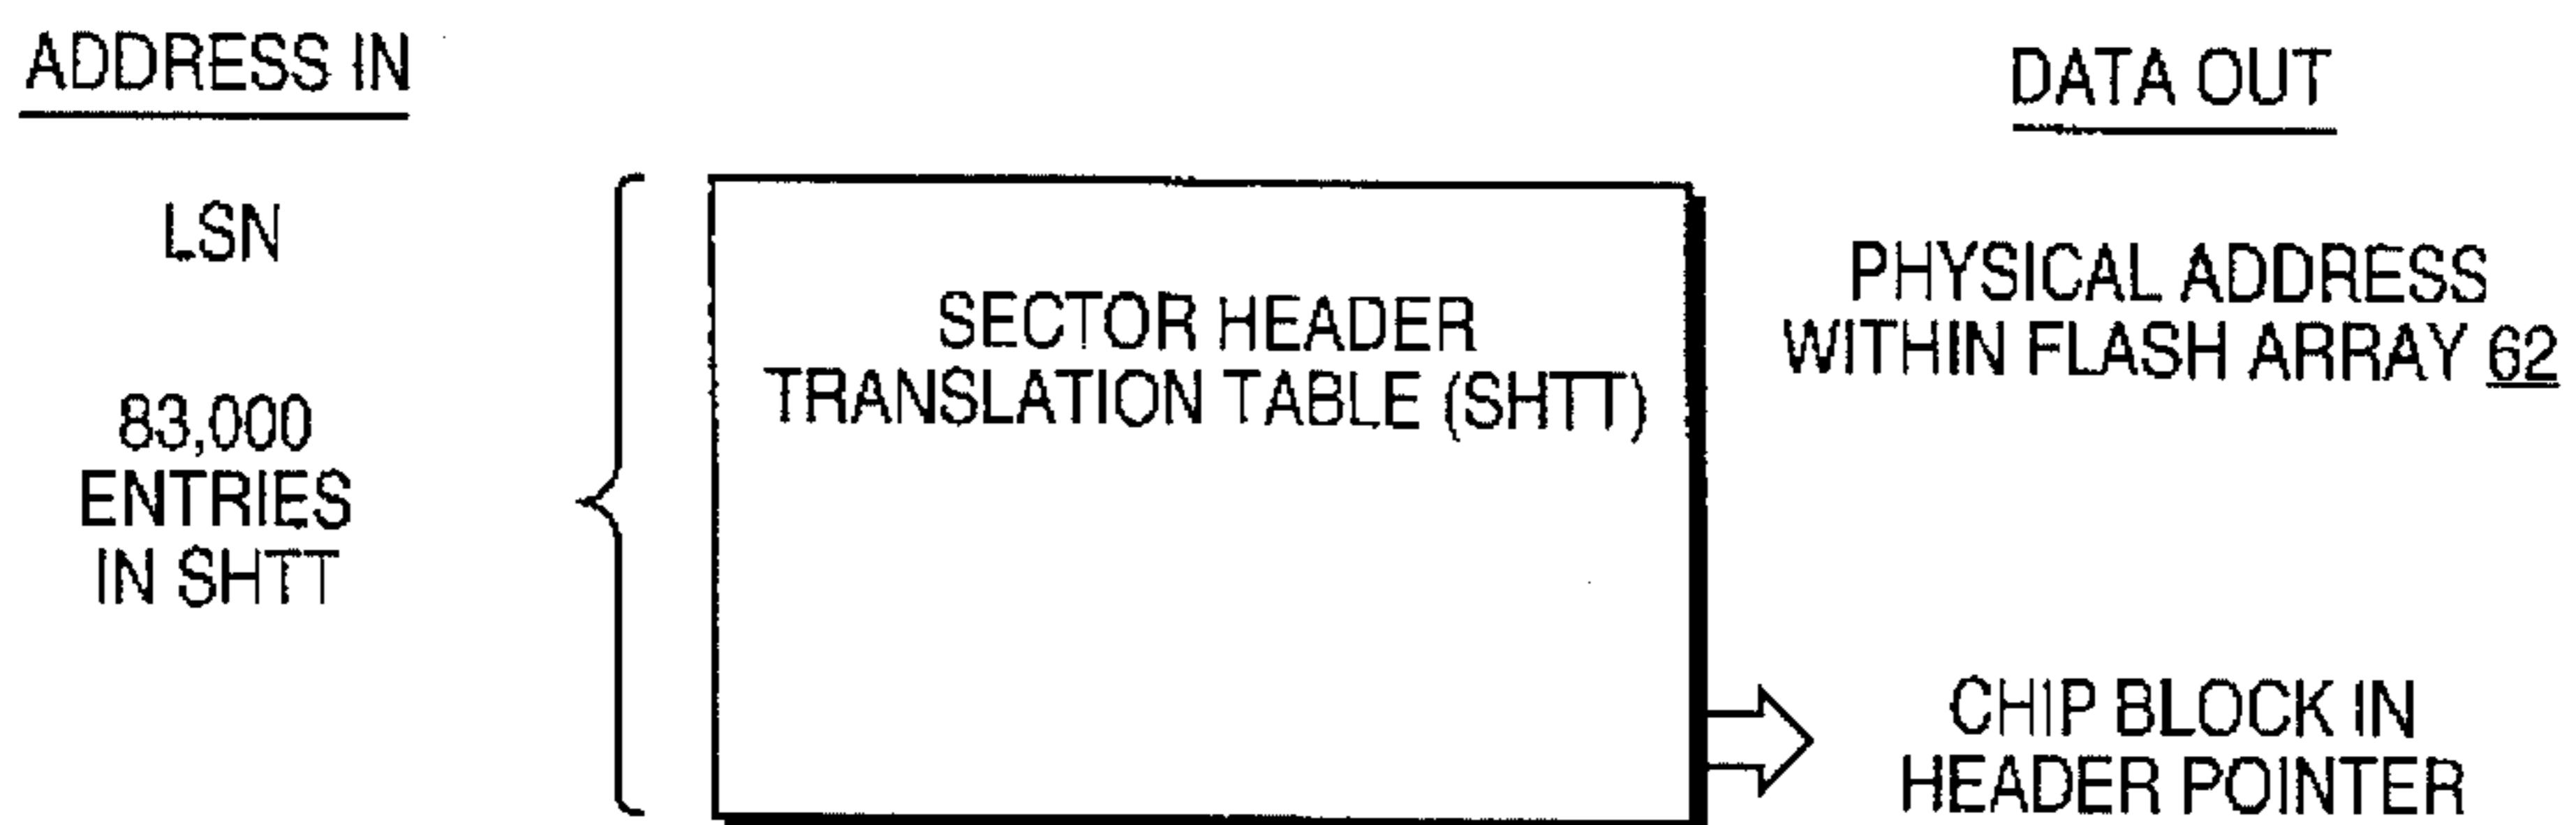 ADDRESS IN
LSN
83,000
ENTRIES
IN SHTT
SECTOR HEADER
TRANSLATION TABLE (SHTT)
DATA OUT
PHYSICAL ADDRESS
WITHIN FLASH ARRAY 62
CHIP BLOCK IN
HEADER POINTER